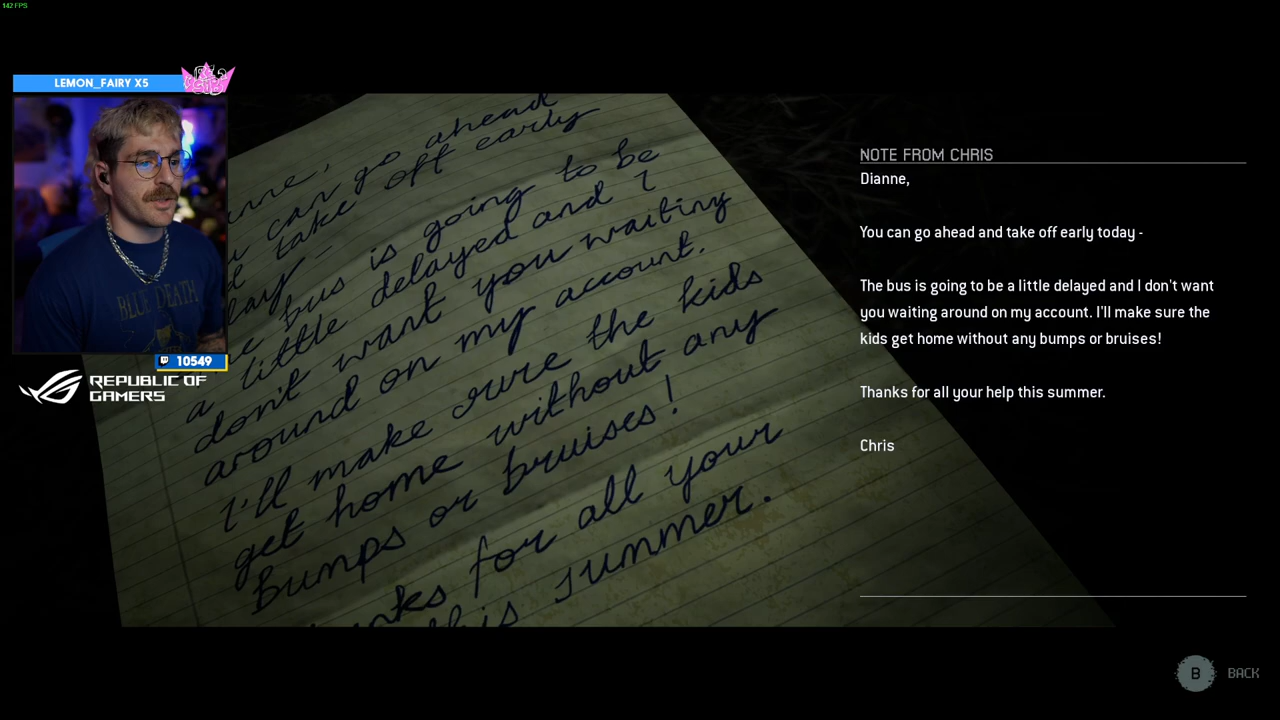 142 FPS
LEMON_FAIRY X5
BLUE DEATH
10549
REPUBLIC OF
GAMERS
ahead
can go
take off early
bus is going to be
a little delayed and I
don't want you waiting
around on my account.
I'll make sure the kids
get home without any
bumps or bruises!
for all your
this summer.
NOTE FROM CHRIS
Dianne,
You can go ahead and take off early today -
The bus is going to be a little delayed and I don't want
you waiting around on my account. I'll make sure the
kids get home without any bumps or bruises!
Thanks for all your help this summer.
Chris
B BACK